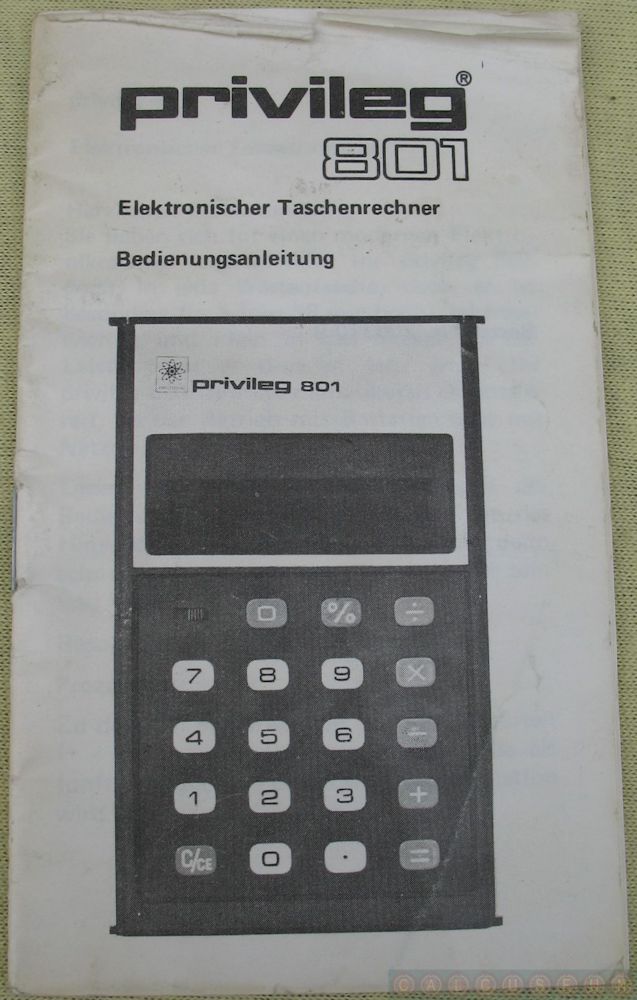 privileg®
801
Elektronischer Taschenrechner
Bedienungsanleitung
privileg 801
% ÷
7 8 9 ×
4 5 6 −
1 2 3 +
C/CE 0 · =
CALCUSEUM